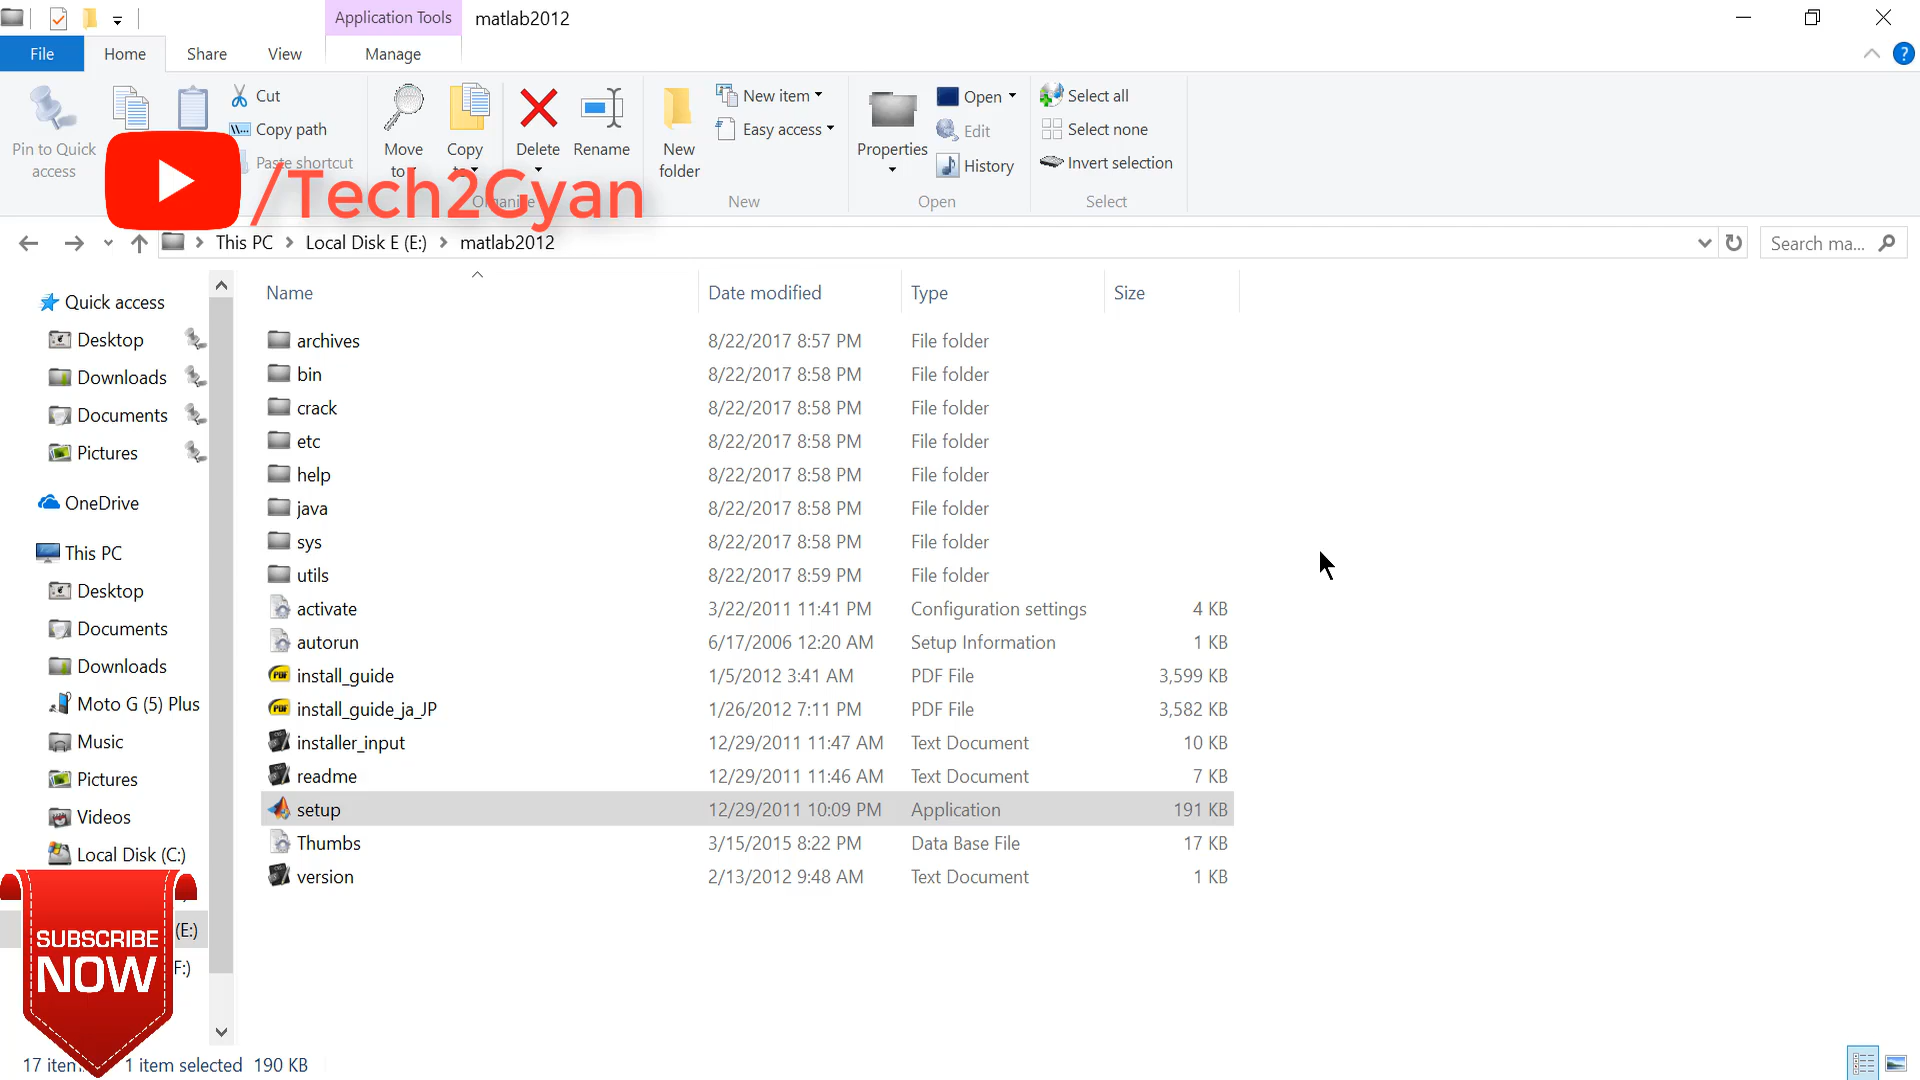 Application Tools
matlab2012
File
Home
Share
View
Manage
?
Pin to Quick access
Cut
Copy path
Paste shortcut
Move to
Copy to
Delete
Rename
Organize
New folder
New item
Easy access
New
Properties
Open
Edit
History
Open
Select all
Select none
Invert selection
Select
/Tech2Gyan
This PC
Local Disk E (E:)
matlab2012
Search ma...
Name
Date modified
Type
Size
Quick access
Desktop
Downloads
Documents
Pictures
OneDrive
This PC
Desktop
Documents
Downloads
Moto G (5) Plus
Music
Pictures
Videos
Local Disk (C:)
(E:)
F:)
archives 8/22/2017 8:57 PM File folder
bin 8/22/2017 8:58 PM File folder
crack 8/22/2017 8:58 PM File folder
etc 8/22/2017 8:58 PM File folder
help 8/22/2017 8:58 PM File folder
java 8/22/2017 8:58 PM File folder
sys 8/22/2017 8:58 PM File folder
utils 8/22/2017 8:59 PM File folder
activate 3/22/2011 11:41 PM Configuration settings 4 KB
autorun 6/17/2006 12:20 AM Setup Information 1 KB
install_guide 1/5/2012 3:41 AM PDF File 3,599 KB
install_guide_ja_JP 1/26/2012 7:11 PM PDF File 3,582 KB
installer_input 12/29/2011 11:47 AM Text Document 10 KB
readme 12/29/2011 11:46 AM Text Document 7 KB
setup 12/29/2011 10:09 PM Application 191 KB
Thumbs 3/15/2015 8:22 PM Data Base File 17 KB
version 2/13/2012 9:48 AM Text Document 1 KB
SUBSCRIBE
NOW
17 item
1 item selected 190 KB